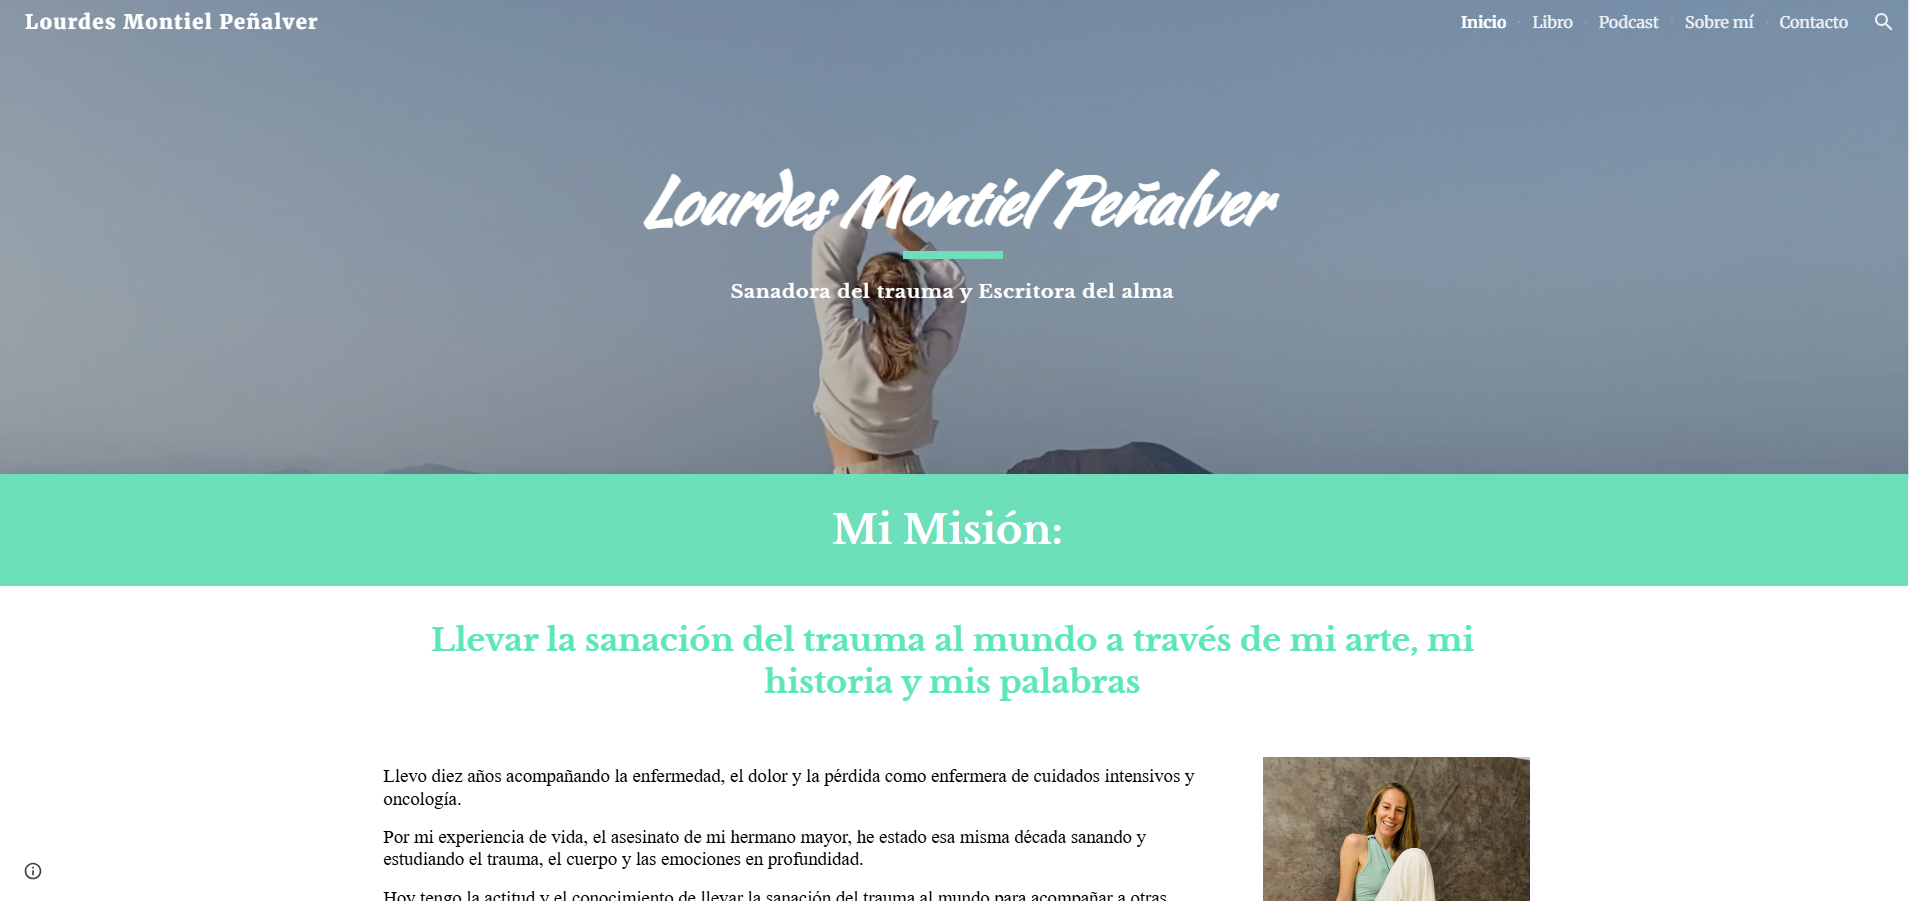 Lourdes Montiel Peñalver
Inicio · Libro · Podcast · Sobre mí · Contacto
Lourdes Montiel Peñalver
Sanadora del trauma y Escritora del alma
Mi Misión:
Llevar la sanación del trauma al mundo a través de mi arte, mi
historia y mis palabras
Llevo diez años acompañando la enfermedad, el dolor y la pérdida como enfermera de cuidados intensivos y
oncología.
Por mi experiencia de vida, el asesinato de mi hermano mayor, he estado esa misma década sanando y
estudiando el trauma, el cuerpo y las emociones en profundidad.
Hoy tengo la actitud y el conocimiento de llevar la sanación del trauma al mundo para acompañar a otras